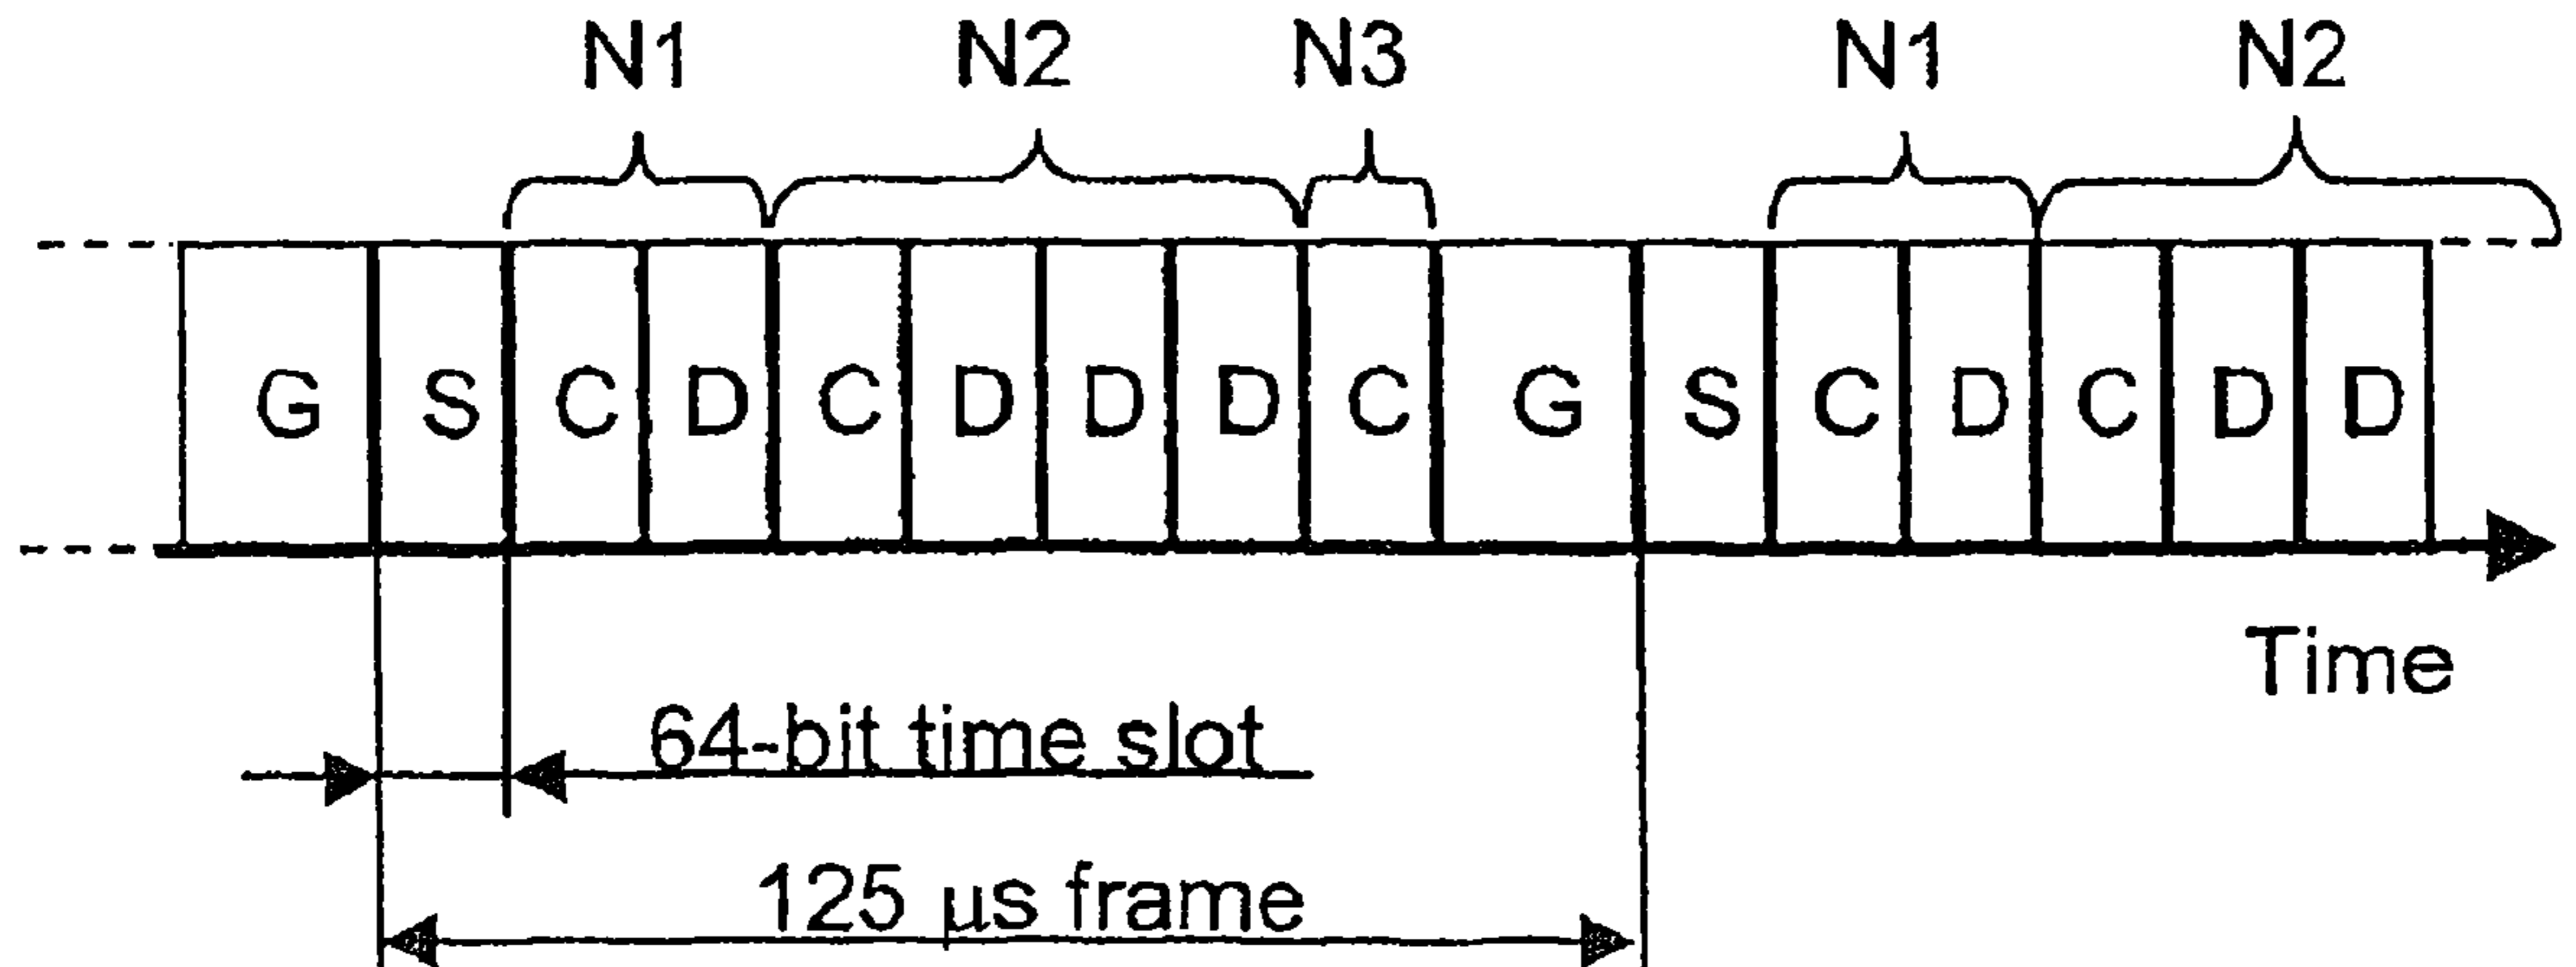 N1 N2 N3 N1 N2
G S C D C D D D C G S C D C D D
Time
64-bit time slot
125 µs frame